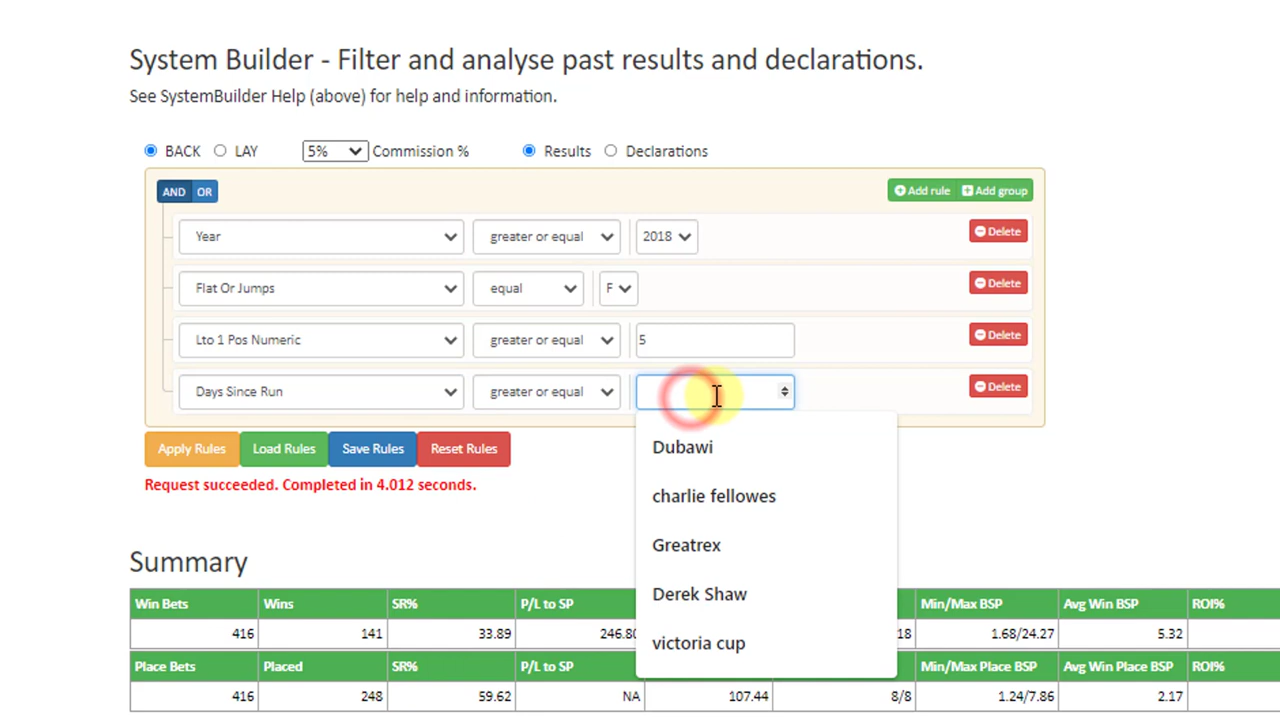 System Builder - Filter and analyse past results and declarations.
See SystemBuilder Help (above) for help and information.
BACK LAY 5% Commission % Results Declarations
AND OR Add rule Add group
Year greater or equal 2018 Delete
Flat Or Jumps equal F Delete
Lto 1 Pos Numeric greater or equal 5 Delete
Days Since Run greater or equal Delete
Apply Rules Load Rules Save Rules Reset Rules
Dubawi
Request succeeded. Completed in 4.012 seconds.
charlie fellowes
Greatrex
Derek Shaw
victoria cup
Summary
Win Bets Wins SR% P/L to SP Min/Max BSP Avg Win BSP ROI%
416 141 33.89 246.80 18 1.68/24.27 5.32
Place Bets Placed SR% P/L to SP Min/Max Place BSP Avg Win Place BSP ROI%
416 248 59.62 NA 107.44 8/8 1.24/7.86 2.17